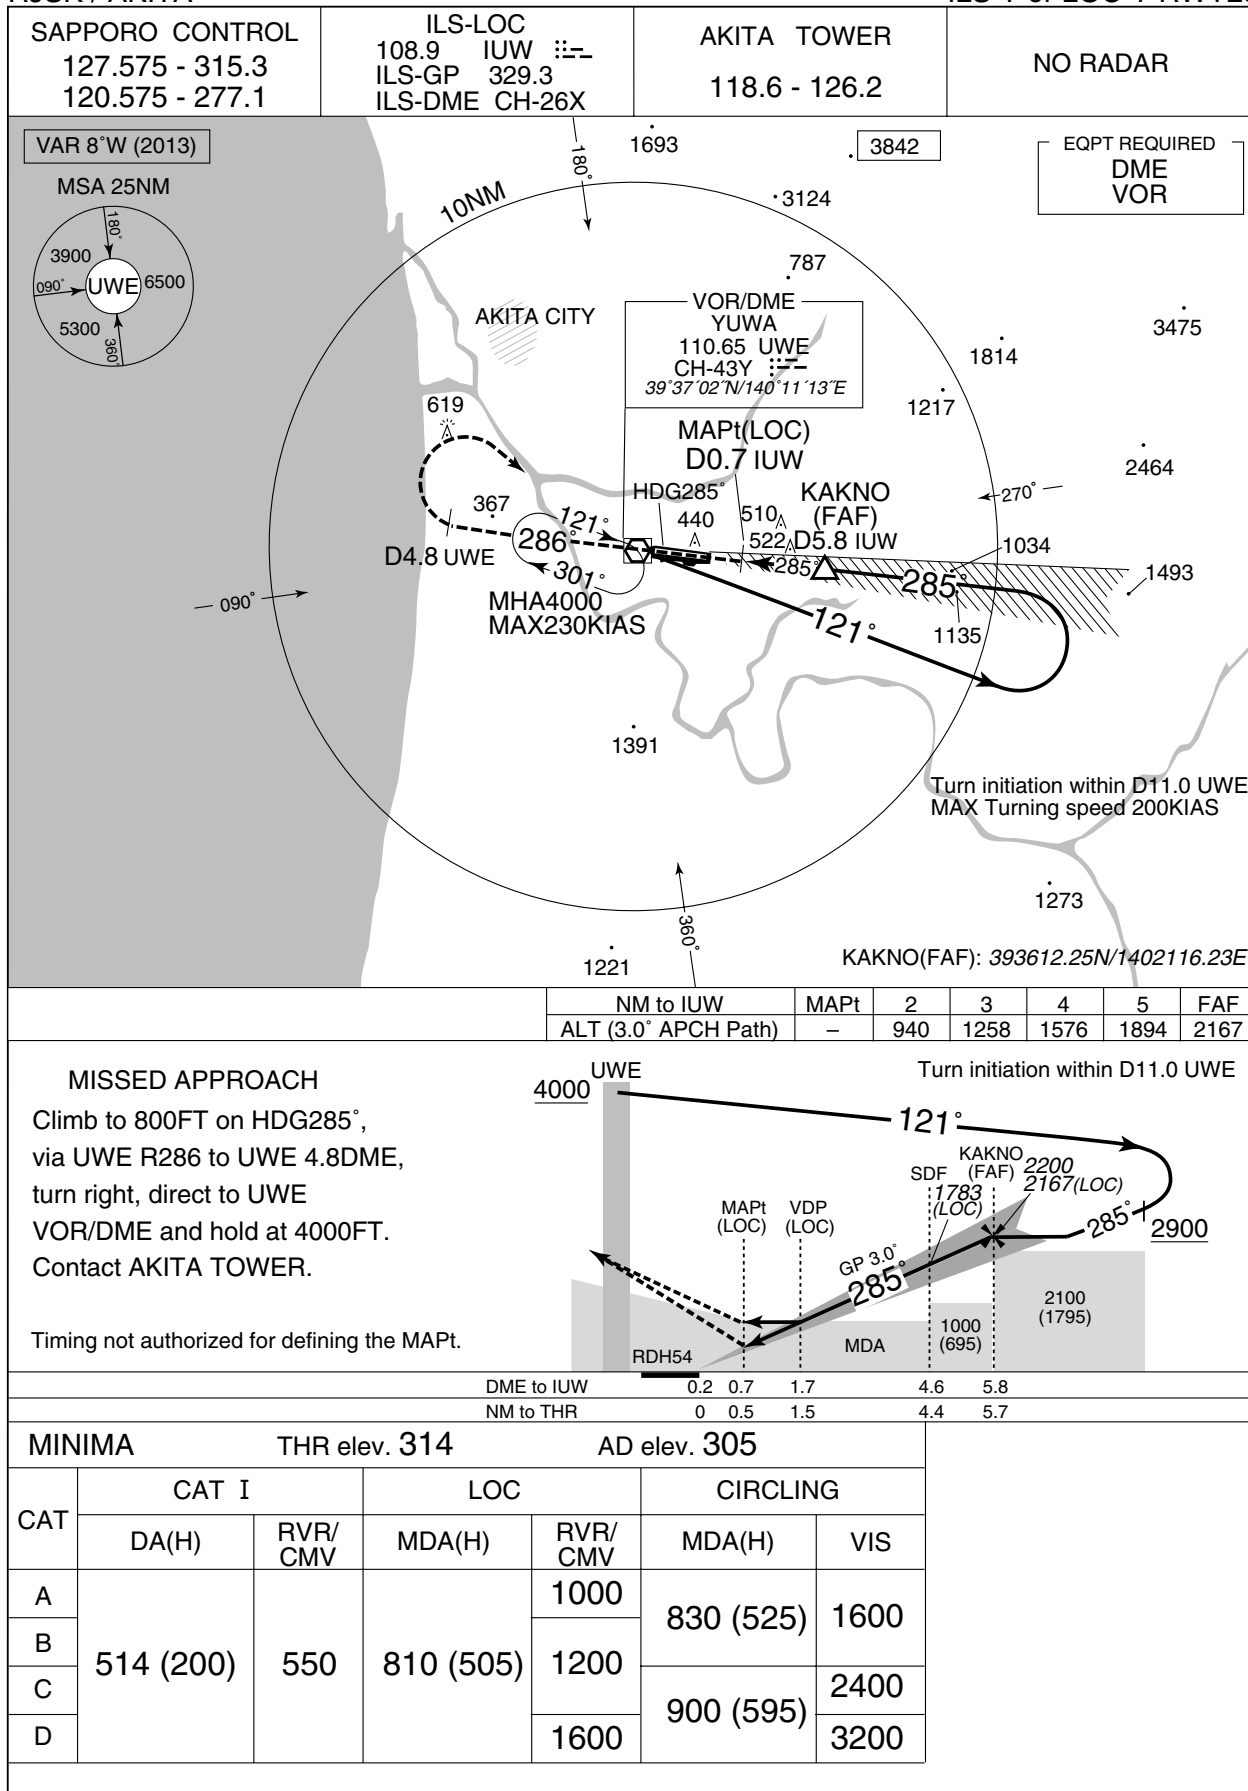 SAPPORO CONTROL
127.575 - 315.3
120.575 - 277.1
ILS-LOC
108.9 IUW
ILS-GP 329.3
ILS-DME CH-26X
AKITA TOWER
118.6 - 126.2
NO RADAR
VAR 8°W (2013)
MSA 25NM
180°
3900
090°
UWE
6500
5300
360°
10NM
180°
1693
3842
EQPT REQUIRED
DME
VOR
3124
787
AKITA CITY
VOR/DME
YUWA
110.65 UWE
CH-43Y
39°37´02˝N/140°11´13˝E
3475
1814
1217
619
MAPt(LOC)
D0.7 IUW
2464
HDG285°
KAKNO
(FAF)
D5.8 IUW
270°
367
121°
440
510
522
286°
D4.8 UWE
301°
285°
285°
1034
1493
090°
MHA4000
MAX230KIAS
121°
1135
1391
Turn initiation within D11.0 UWE
MAX Turning speed 200KIAS
1273
360°
1221
KAKNO(FAF): 393612.25N/1402116.23E
NM to IUW MAPt 2 3 4 5 FAF
ALT (3.0° APCH Path) – 940 1258 1576 1894 2167
MISSED APPROACH
Climb to 800FT on HDG285°,
via UWE R286 to UWE 4.8DME,
turn right, direct to UWE
VOR/DME and hold at 4000FT.
Contact AKITA TOWER.
Timing not authorized for defining the MAPt.
UWE
4000
Turn initiation within D11.0 UWE
121°
KAKNO
(FAF)
2200
2167(LOC)
SDF
1783
(LOC)
MAPt
(LOC)
VDP
(LOC)
285°
2900
GP 3.0°
285°
2100
(1795)
1000
(695)
MDA
RDH54
DME to IUW 0.2 0.7 1.7 4.6 5.8
NM to THR 0 0.5 1.5 4.4 5.7
MINIMA THR elev. 314 AD elev. 305
CAT
CAT I LOC CIRCLING
DA(H) RVR/CMV MDA(H) RVR/CMV MDA(H) VIS
A
B
C
D
514 (200)
550
810 (505)
1000
1200
1600
830 (525)
900 (595)
1600
2400
3200